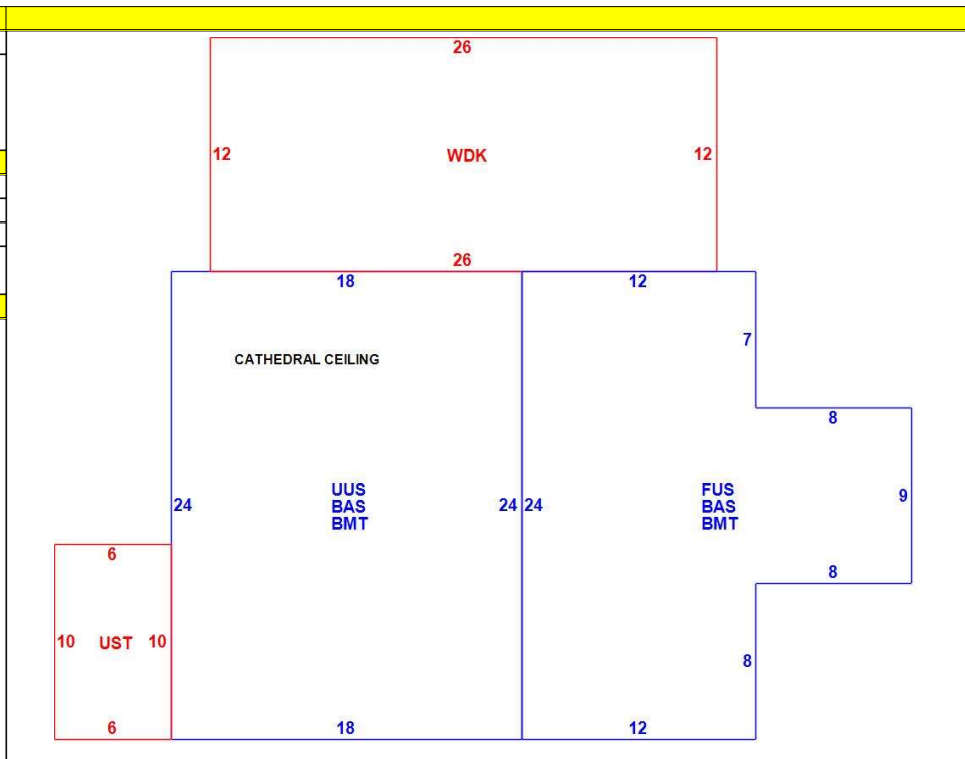 26
12 WDK 12
26
18 12
7
CATHEDRAL CEILING
8
UUS
BAS
BMT
24 24 24
FUS
BAS
BMT
9
6
8
10 UST 10
8
6 18 12